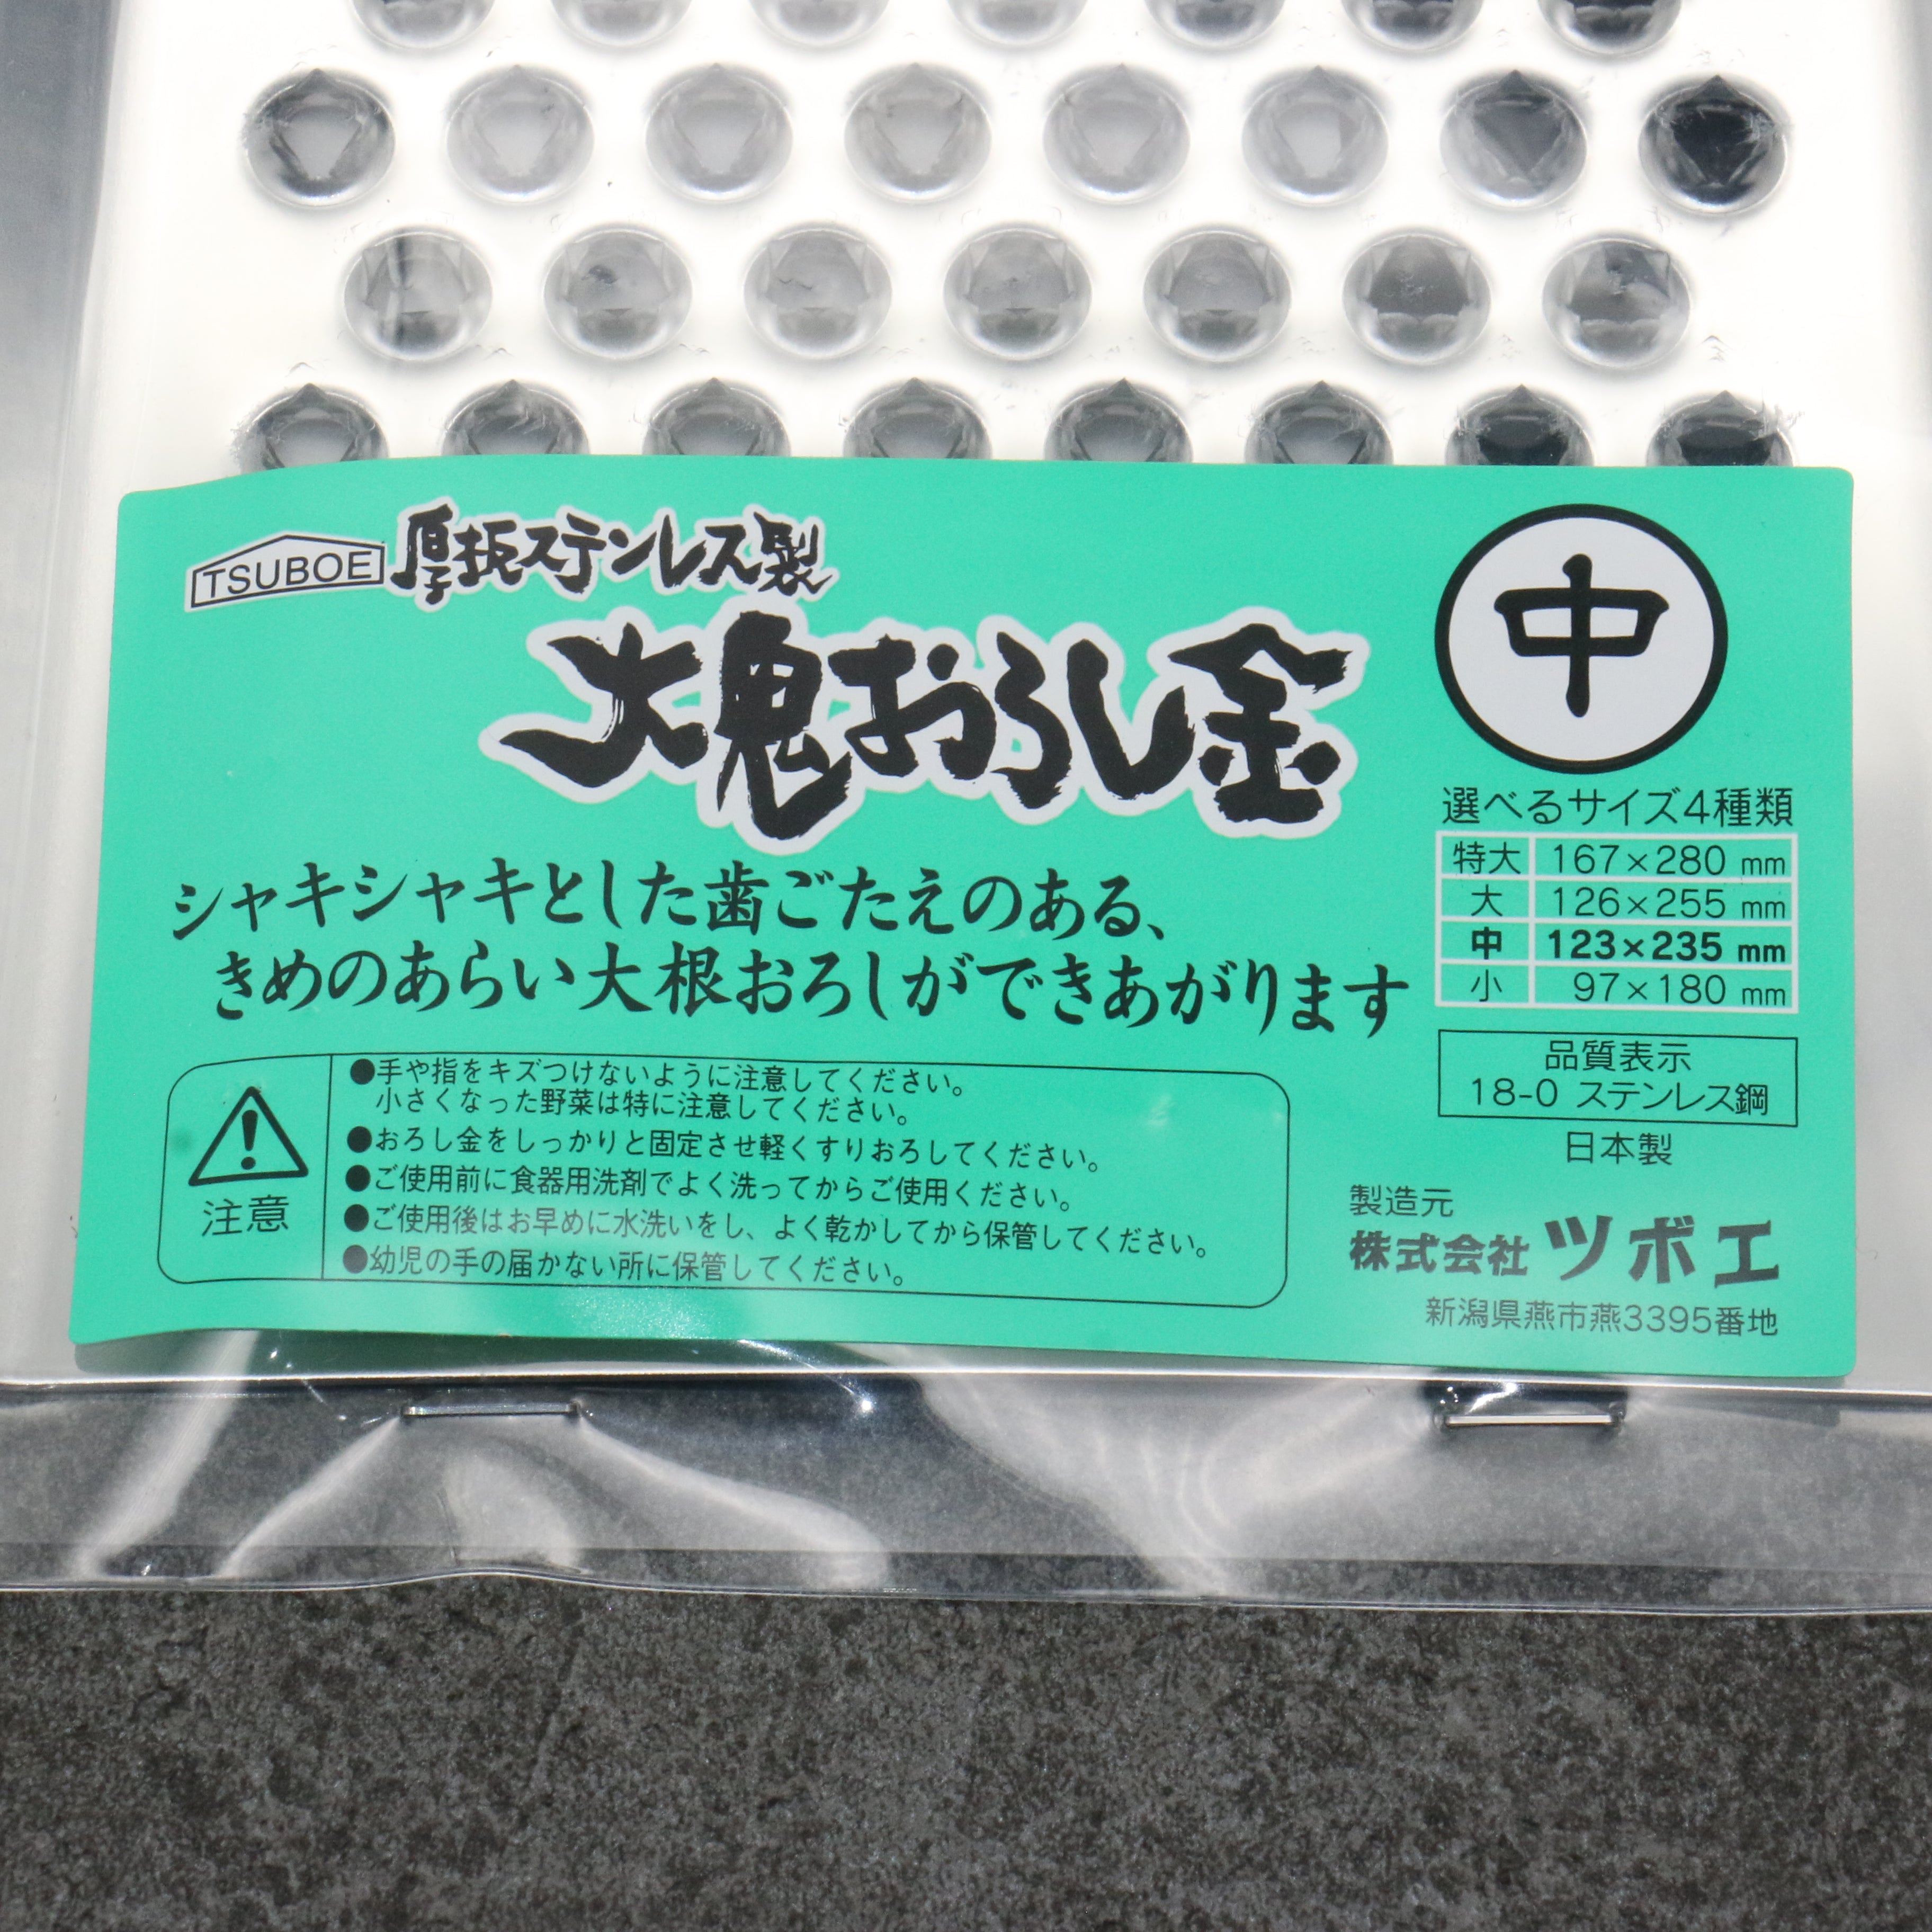 TSUBOE 厚板ステンレス製
大鬼おろし金
シャキシャキとした歯ごたえのある、
きめのあらい大根おろしができあがります
注意
●手や指をキズつけないように注意してください。
小さくなった野菜は特に注意してください。
●おろし金をしっかりと固定させ軽くすりおろしてください。
●ご使用前に食器用洗剤でよく洗ってからご使用ください。
●ご使用後はお早めに水洗いをし、よく乾かしてから保管してください。
●幼児の手の届かない所に保管してください。
中
選べるサイズ4種類
特大 167×280 mm
大 126×255 mm
中 123×235 mm
小 97×180 mm
品質表示
18-0 ステンレス鋼
日本製
製造元
株式会社 ツボエ
新潟県燕市燕3395番地